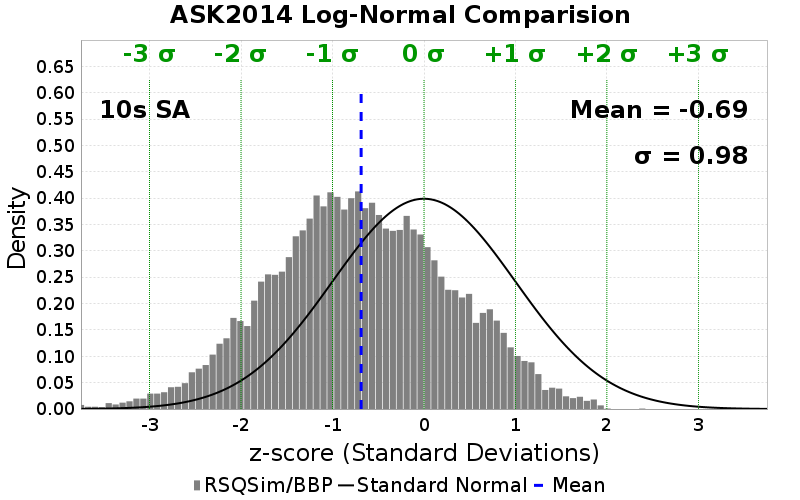 ASK2014 Log-Normal Comparision
-3 σ -2 σ -1 σ 0 σ +1 σ +2 σ +3 σ
10s SA
Mean = -0.69
σ = 0.98
Density
0.65
0.60
0.55
0.50
0.45
0.40
0.35
0.30
0.25
0.20
0.15
0.10
0.05
0.00
-3 -2 -1 0 1 2 3
z-score (Standard Deviations)
RSQSim/BBP Standard Normal Mean